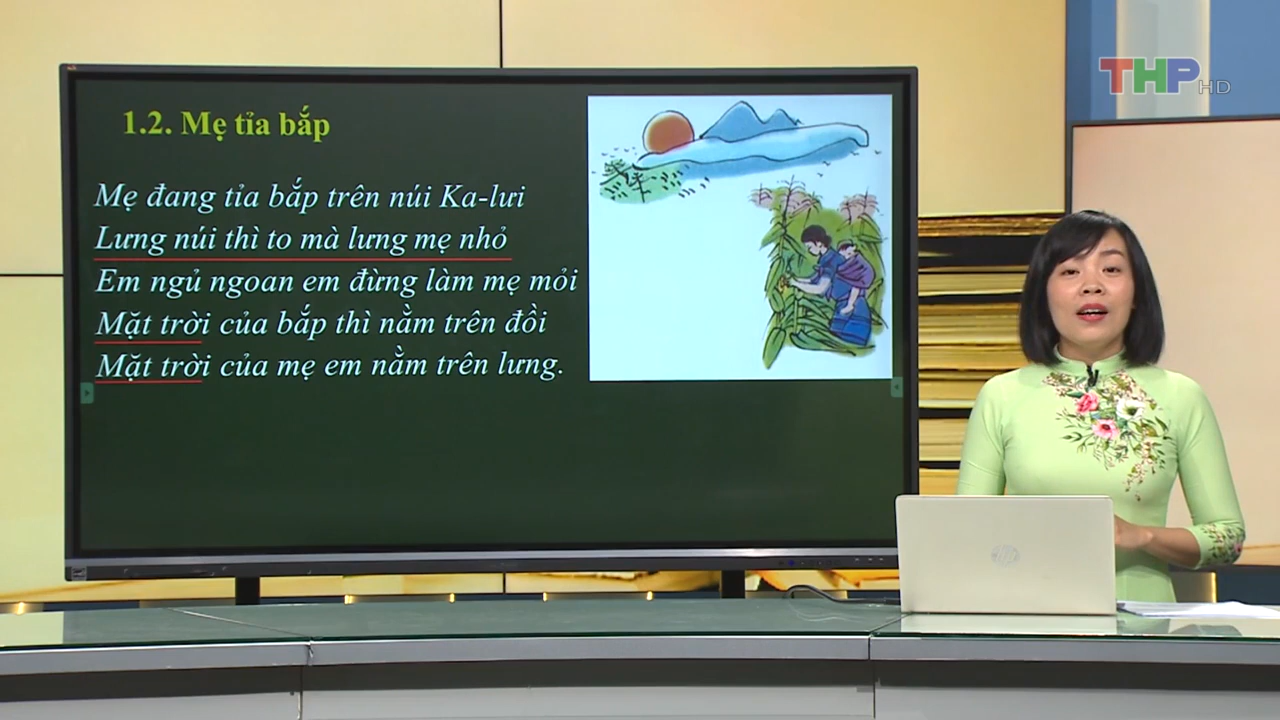 THP HD
1.2. Mẹ tỉa bắp
Mẹ đang tỉa bắp trên núi Ka-lưi
Lưng núi thì to mà lưng mẹ nhỏ
Em ngủ ngoan em đừng làm mẹ mỏi
Mặt trời của bắp thì nằm trên đồi
Mặt trời của mẹ em nằm trên lưng.
hp